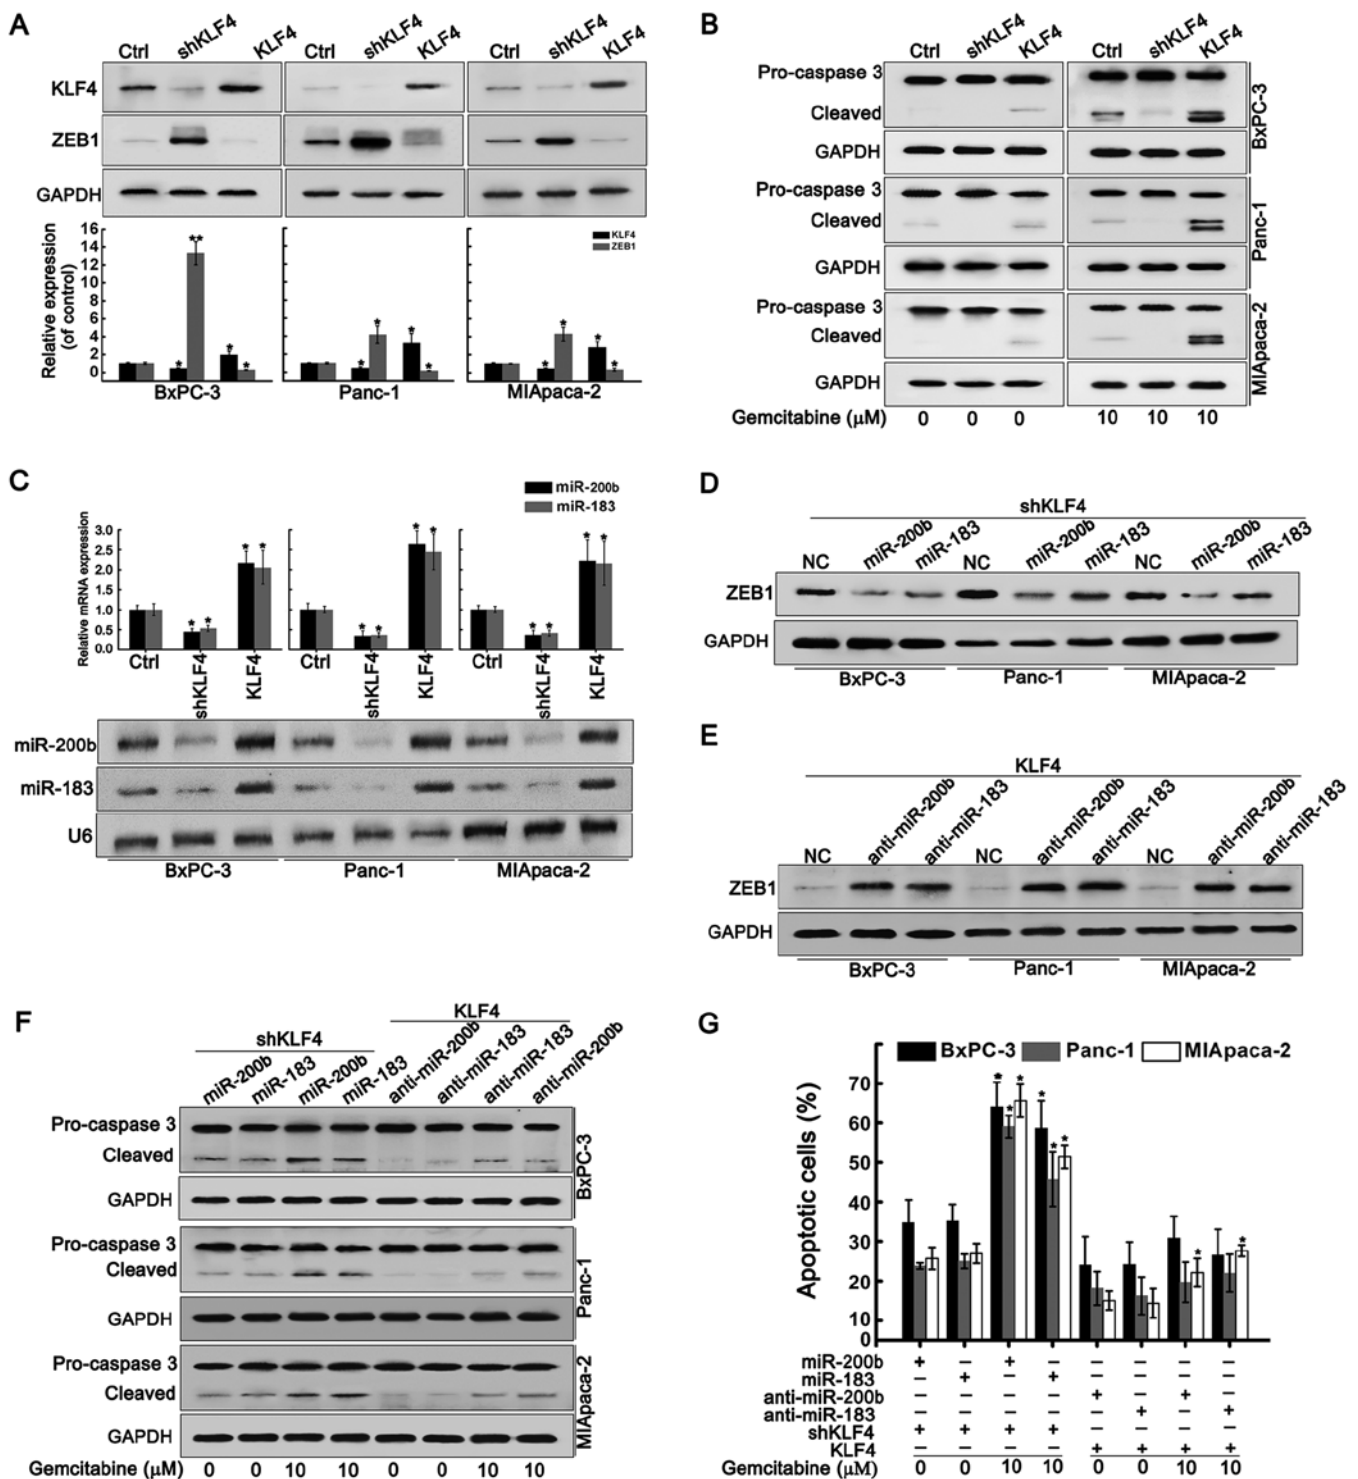 A
Ctrl shKLF4 KLF4 Ctrl shKLF4 KLF4 Ctrl shKLF4 KLF4
KLF4
ZEB1
GAPDH
Relative expression
(of control)
16
14
12
10
8
6
4
2
0
** * * * * * * * * * * *
KLF4
ZEB1
BxPC-3 Panc-1 MIApaca-2
B
Ctrl shKLF4 KLF4 Ctrl shKLF4 KLF4
Pro-caspase 3
Cleaved
GAPDH
BxPC-3
Pro-caspase 3
Cleaved
GAPDH
Panc-1
Pro-caspase 3
Cleaved
GAPDH
MIApaca-2
Gemcitabine (µM) 0 0 0 10 10 10
C
miR-200b
miR-183
Relative mRNA expression
3.0
2.5
2.0
1.5
1.0
0.5
0.0
* * * * * * * * * * * *
Ctrl shKLF4 KLF4 Ctrl shKLF4 KLF4 Ctrl shKLF4 KLF4
miR-200b
miR-183
U6
BxPC-3 Panc-1 MIApaca-2
D
shKLF4
NC miR-200b miR-183 NC miR-200b miR-183 NC miR-200b miR-183
ZEB1
GAPDH
BxPC-3 Panc-1 MIApaca-2
E
KLF4
NC anti-miR-200b anti-miR-183 NC anti-miR-200b anti-miR-183 NC anti-miR-200b anti-miR-183
ZEB1
GAPDH
BxPC-3 Panc-1 MIApaca-2
F
shKLF4 KLF4
miR-200b miR-183 miR-200b miR-183 anti-miR-200b anti-miR-183 anti-miR-183 anti-miR-200b
Pro-caspase 3
Cleaved
GAPDH
BxPC-3
Pro-caspase 3
Cleaved
GAPDH
Panc-1
Pro-caspase 3
Cleaved
GAPDH
MIApaca-2
Gemcitabine (µM) 0 0 10 10 0 0 10 10
G
BxPC-3 Panc-1 MIApaca-2
Apoptotic cells (%)
70
60
50
40
30
20
10
0
* * * * * * * *
miR-200b + – + – – – – –
miR-183 – + – + – – – –
anti-miR-200b – – – – + – + –
anti-miR-183 – – – – – + – +
shKLF4 + + + + – – – –
KLF4 – – – – + + + +
Gemcitabine (µM) 0 0 10 10 0 0 10 10